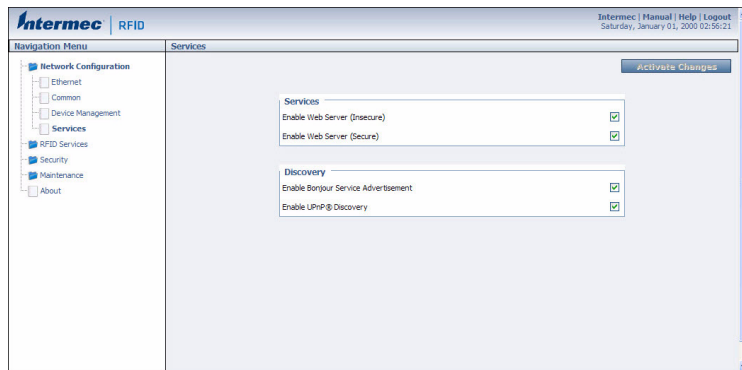 Intermec | RFID
Intermec | Manual | Help | Logout
Saturday, January 01, 2000 02:56:21
Navigation Menu
Services
Network Configuration
Ethernet
Common
Device Management
Services
RFID Services
Security
Maintenance
About
Activate Changes
Services
Enable Web Server (Insecure)
Enable Web Server (Secure)
Discovery
Enable Bonjour Service Advertisement
Enable UPnP® Discovery